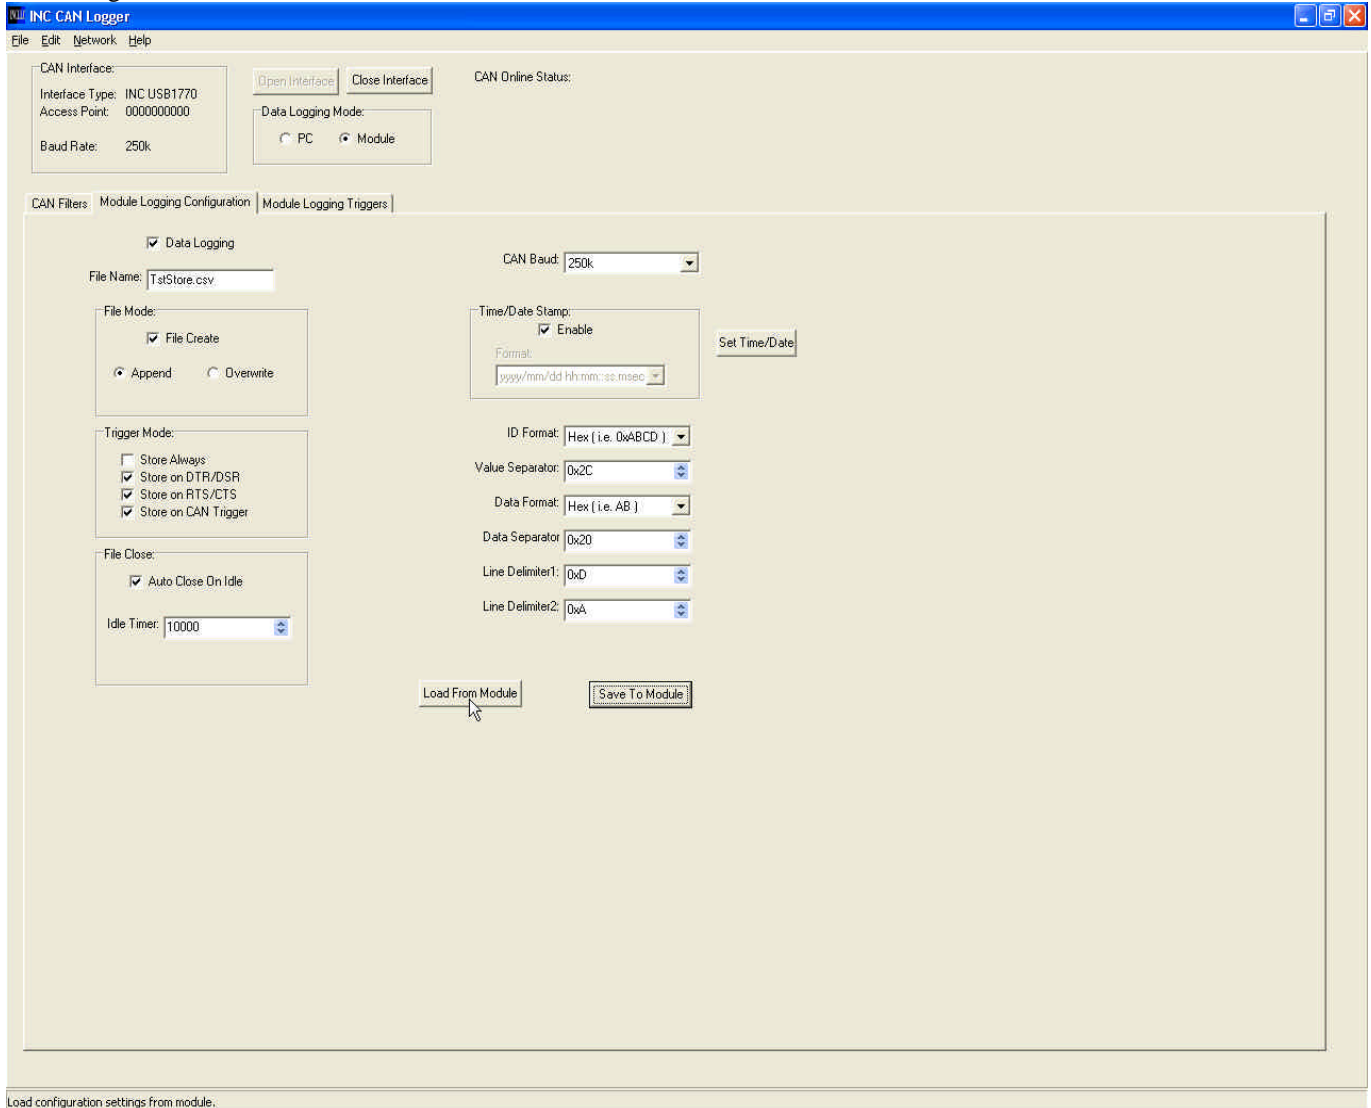 INC CAN Logger
File Edit Network Help
CAN Interface:
Interface Type: INC USB1770
Access Point: 0000000000
Baud Rate: 250k
Open Interface Close Interface
CAN Online Status:
Data Logging Mode:
PC Module
CAN Filters Module Logging Configuration Module Logging Triggers
Data Logging
File Name: TstStore.csv
File Mode:
File Create
Append Overwrite
Trigger Mode:
Store Always
Store on DTR/DSR
Store on RTS/CTS
Store on CAN Trigger
File Close:
Auto Close On Idle
Idle Timer: 10000
CAN Baud: 250k
Time/Date Stamp:
Enable
Format:
yyyy/mm/dd hh:mm::ss:msec
Set Time/Date
ID Format: Hex ( i.e. 0xABCD )
Value Separator: 0x2C
Data Format: Hex ( i.e. AB )
Data Separator 0x20
Line Delimiter1: 0xD
Line Delimiter2: 0xA
Load From Module Save To Module
Load configuration settings from module.